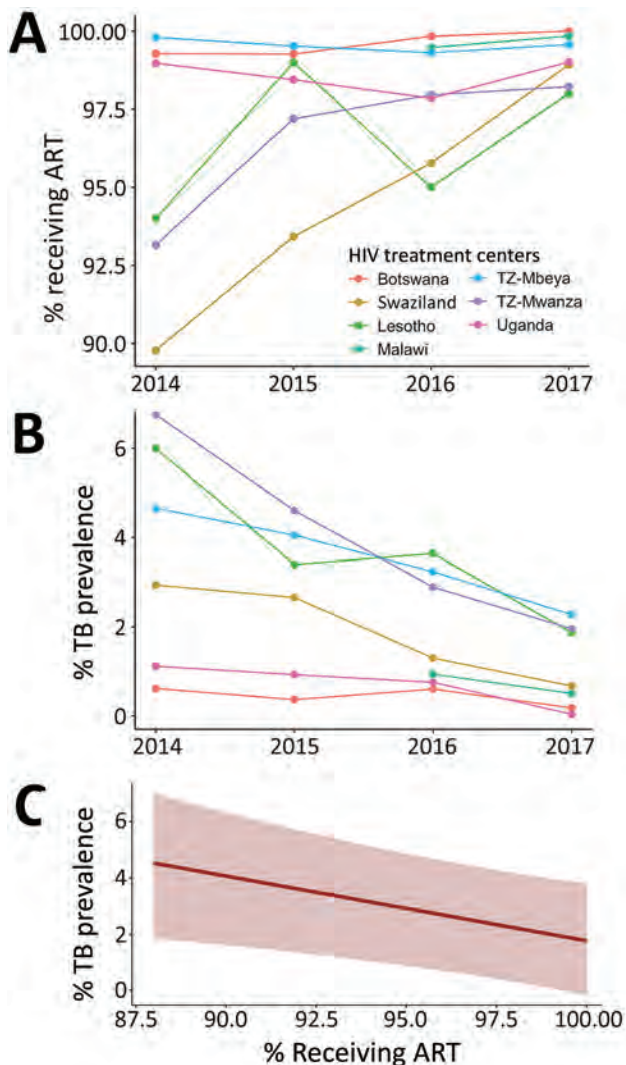 A
% receiving ART
100.00
97.5
95.0
92.5
90.0
HIV treatment centers
Botswana
Swaziland
Lesotho
Malawi
TZ-Mbeya
TZ-Mwanza
Uganda
2014 2015 2016 2017
B
% TB prevalence
6
4
2
0
2014 2015 2016 2017
C
% TB prevalence
6
4
2
0
87.5 90.0 92.5 95.0 97.5 100.00
% Receiving ART